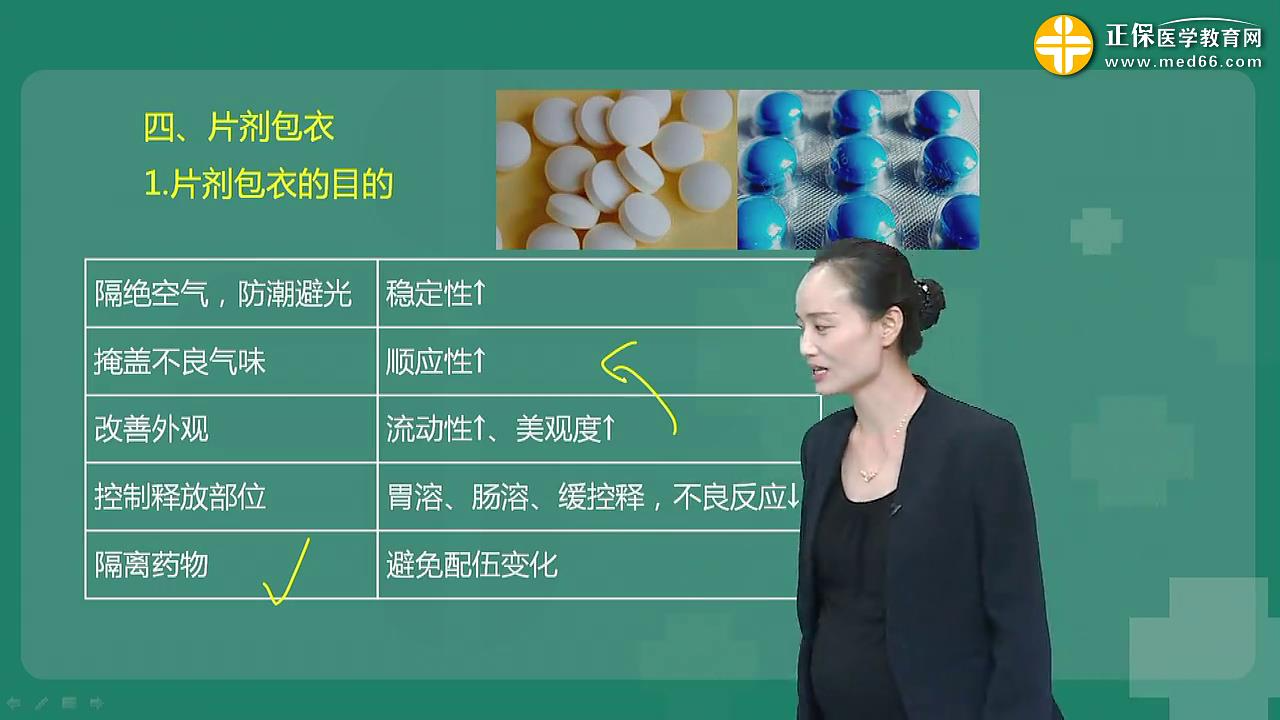 正保医学教育网
www.med66.com
四、片剂包衣
1.片剂包衣的目的
隔绝空气，防潮避光 稳定性↑
掩盖不良气味 顺应性↑
改善外观 流动性↑、美观度↑
控制释放部位 胃溶、肠溶、缓控释，不良反应↓
隔离药物 避免配伍变化